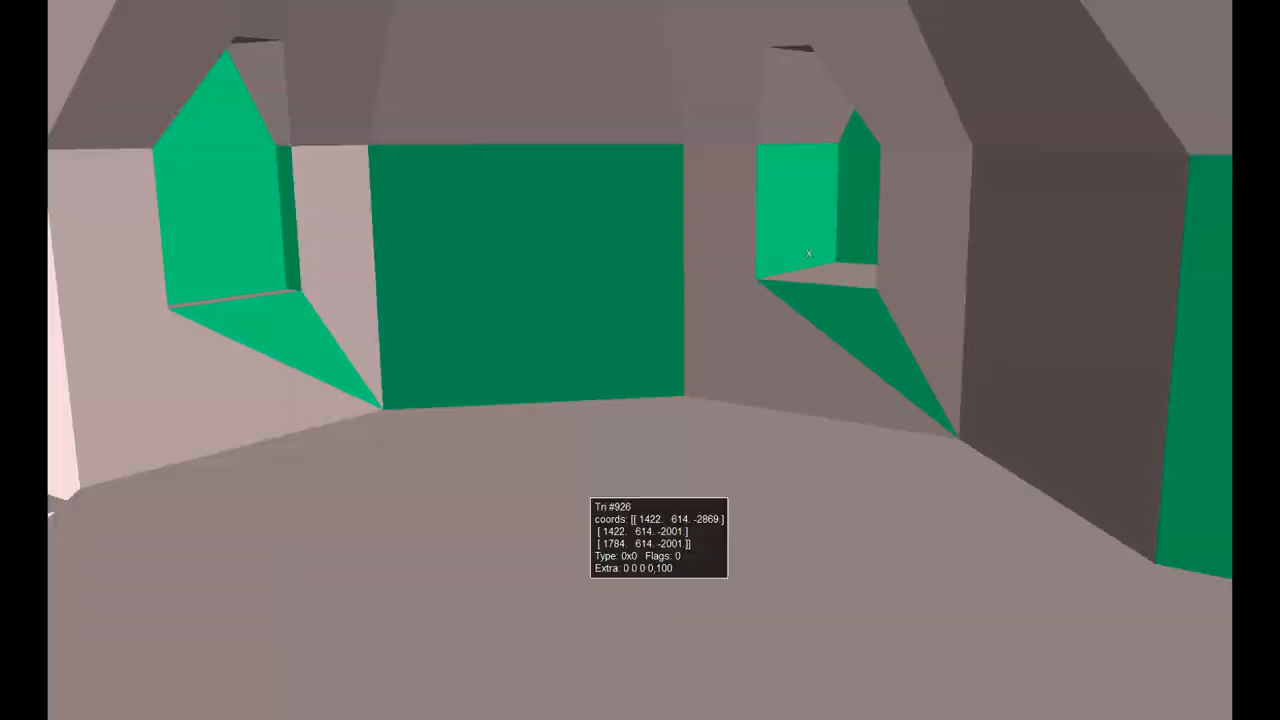 X
Tri #926
coords: [[ 1422.   614. -2869.]
[ 1422.   614. -2001.]
[ 1784.   614. -2001.]]
Type: 0x0   Flags: 0
Extra: 0 0 0 0,100